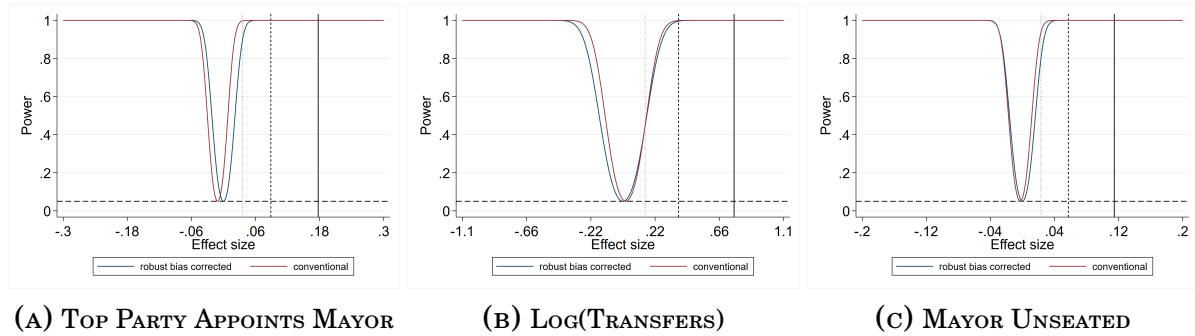 1
.8
.6
.4
.2
0
Power
-.3 -.18 -.06 .06 .18 .3
Effect size
robust bias corrected conventional
(A) TOP PARTY APPOINTS MAYOR
1
.8
.6
.4
.2
0
Power
-1.1 -.66 -.22 .22 .66 1.1
Effect size
robust bias corrected conventional
(B) LOG(TRANSFERS)
1
.8
.6
.4
.2
0
Power
-.2 -.12 -.04 .04 .12 .2
Effect size
robust bias corrected conventional
(C) MAYOR UNSEATED